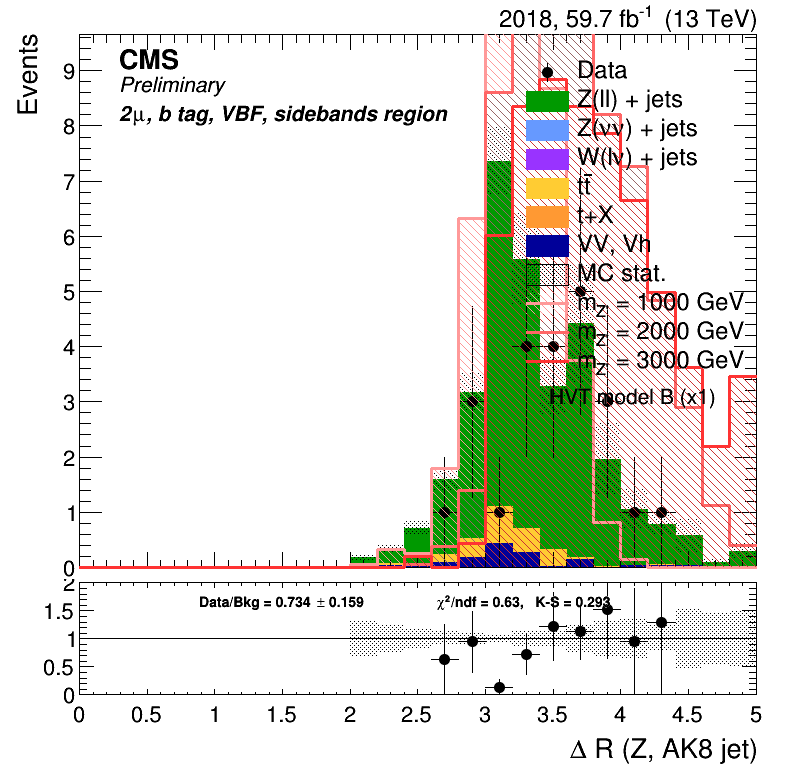 2018, 59.7 fb⁻¹ (13 TeV)
Events
CMS
Preliminary
2μ, b tag, VBF, sidebands region
Data
Z(ll) + jets
Z(νν) + jets
W(lν) + jets
tt̄
t+X
VV, Vh
MC stat.
m_Z' = 1000 GeV
m_Z' = 2000 GeV
m_Z' = 3000 GeV
HVT model B (x1)
9
8
7
6
5
4
3
2
1
0
Data/Bkg = 0.734 ± 0.159
χ²/ndf = 0.63, K-S = 0.293
2
1.5
1
0.5
0
0 0.5 1 1.5 2 2.5 3 3.5 4 4.5 5
Δ R (Z, AK8 jet)